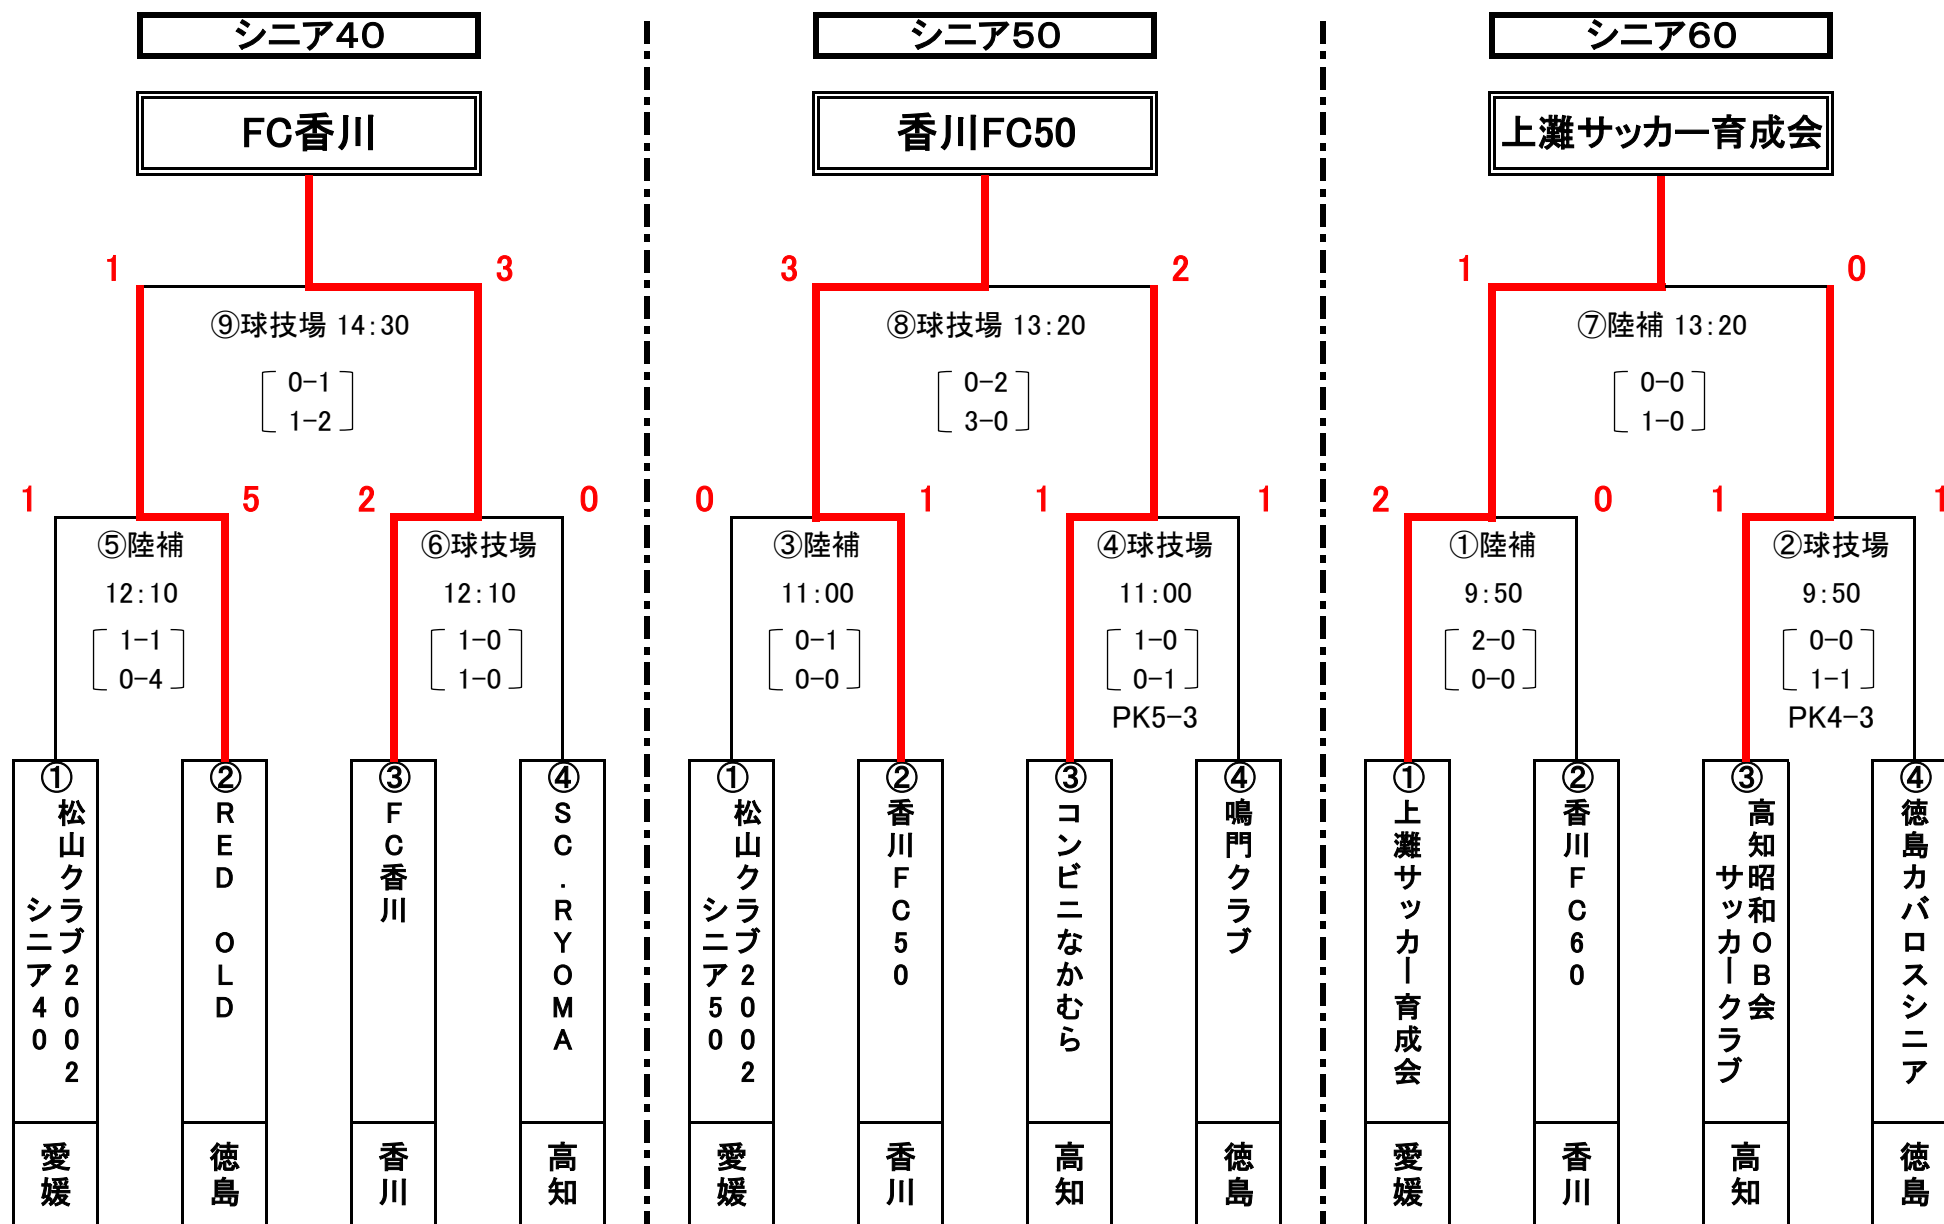 シニア40
FC香川
1
3
⑨球技場 14:30
0-1
1-2
1
5
2
0
⑤陸補
12:10
1-1
0-4
⑥球技場
12:10
1-0
1-0
①
松山クラブ2002
シニア40
愛媛
②
RED OLD
徳島
③
FC香川
香川
④
SC.RYOMA
高知
シニア50
香川FC50
3
2
⑧球技場 13:20
0-2
3-0
0
1
1
1
③陸補
11:00
0-1
0-0
④球技場
11:00
1-0
0-1
PK5-3
①
松山クラブ2002
シニア50
愛媛
②
香川FC50
香川
③
コンビニなかむら
高知
④
鳴門クラブ
徳島
シニア60
上灘サッカー育成会
1
0
⑦陸補 13:20
0-0
1-0
2
0
1
1
①陸補
9:50
2-0
0-0
②球技場
9:50
0-0
1-1
PK4-3
①
上灘サッカー育成会
愛媛
②
香川FC60
香川
③
高知昭和OB会
サッカークラブ
高知
④
徳島カバロスシニア
徳島